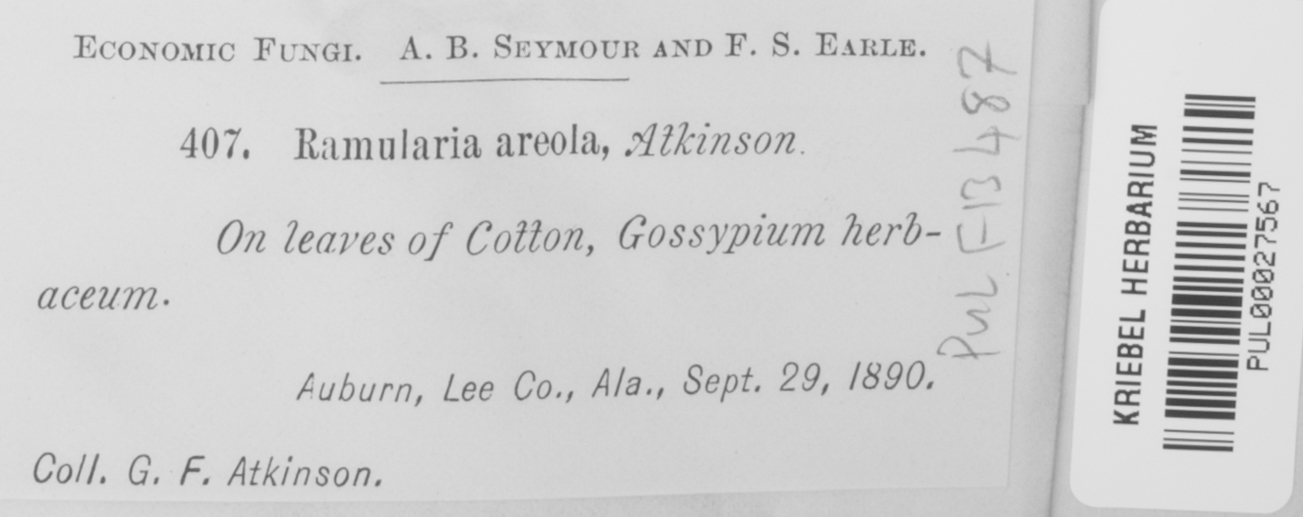 ECONOMIC FUNGI. A. B. SEYMOUR AND F. S. EARLE.
407. Ramularia areola, Atkinson.
On leaves of Cotton, Gossypium herb-
aceum.
Auburn, Lee Co., Ala., Sept. 29, 1890.
Coll. G. F. Atkinson.
PUL F13487
KRIEBEL HERBARIUM
PUL00027567